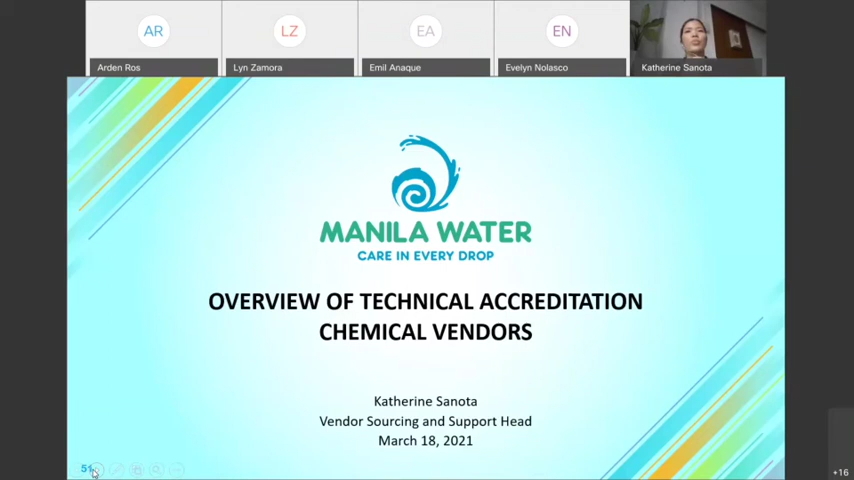 AR
LZ
EA
EN
Arden Ros
Lyn Zamora
Emil Anaque
Evelyn Nolasco
Katherine Sanota
MANILA WATER
CARE IN EVERY DROP
OVERVIEW OF TECHNICAL ACCREDITATION
CHEMICAL VENDORS
Katherine Sanota
Vendor Sourcing and Support Head
March 18, 2021
51
+16